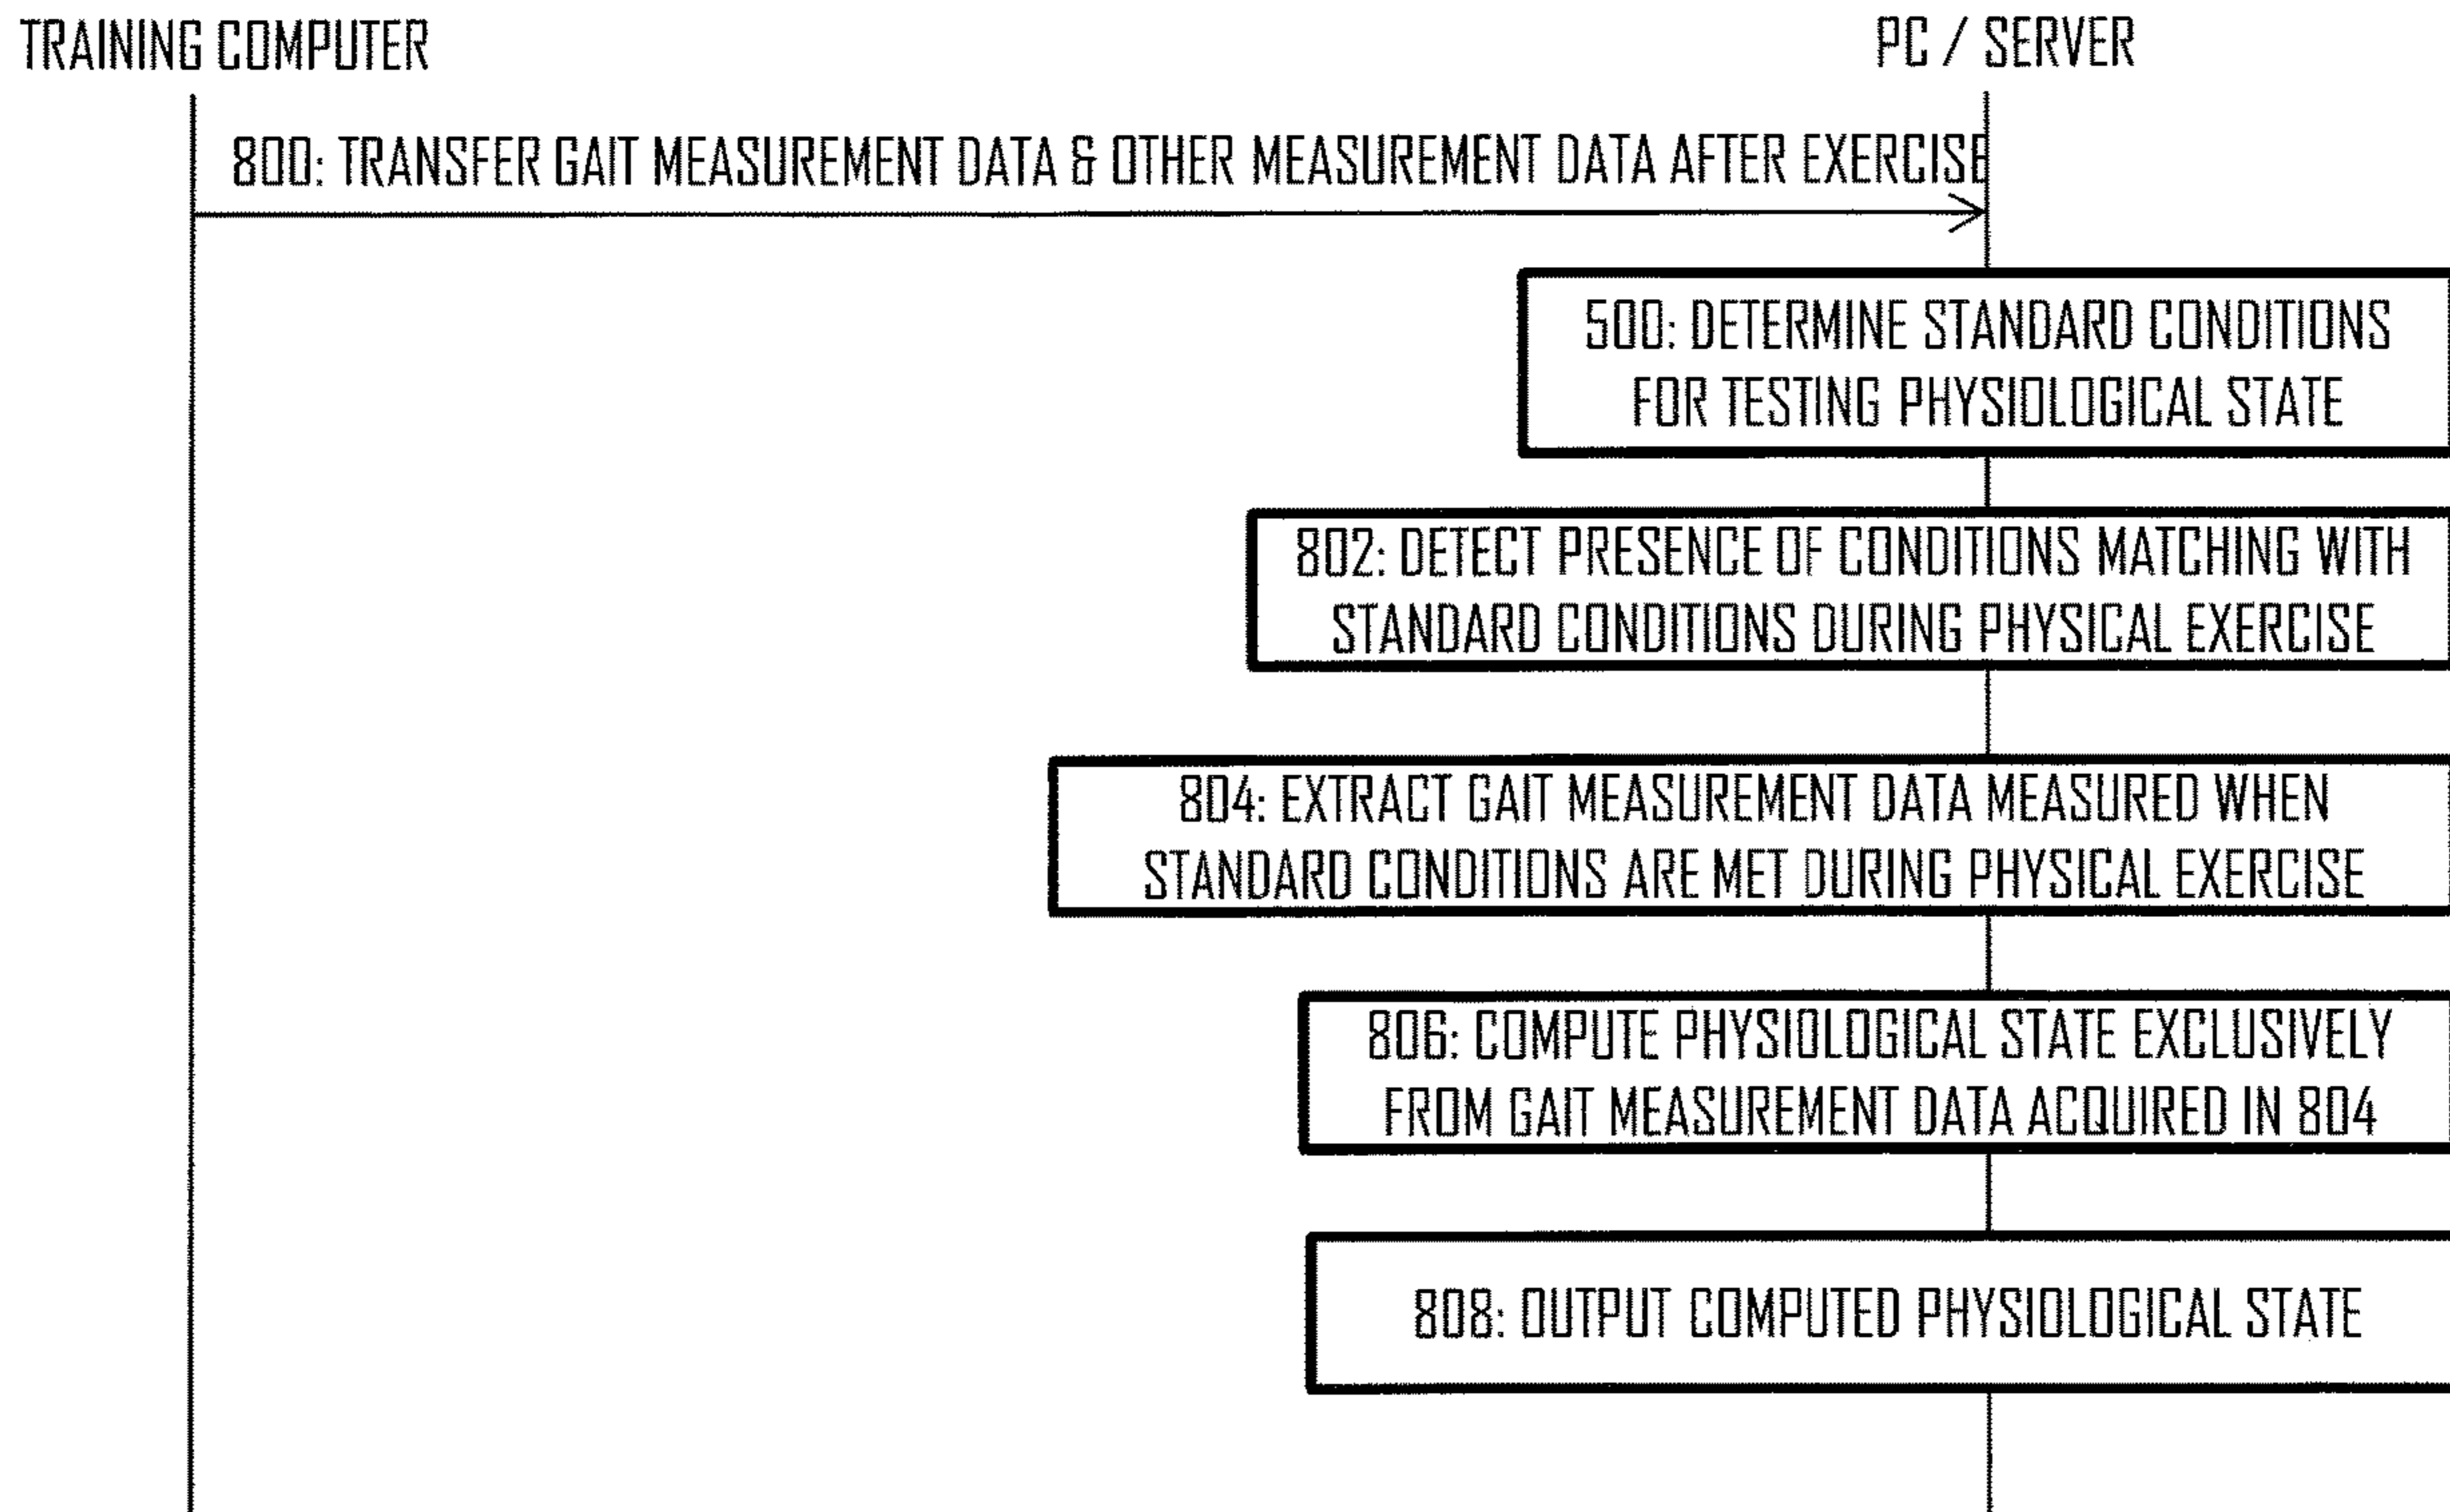 TRAINING COMPUTER
PC / SERVER
800: TRANSFER GAIT MEASUREMENT DATA & OTHER MEASUREMENT DATA AFTER EXERCISE
500: DETERMINE STANDARD CONDITIONS
FOR TESTING PHYSIOLOGICAL STATE
802: DETECT PRESENCE OF CONDITIONS MATCHING WITH
STANDARD CONDITIONS DURING PHYSICAL EXERCISE
804: EXTRACT GAIT MEASUREMENT DATA MEASURED WHEN
STANDARD CONDITIONS ARE MET DURING PHYSICAL EXERCISE
806: COMPUTE PHYSIOLOGICAL STATE EXCLUSIVELY
FROM GAIT MEASUREMENT DATA ACQUIRED IN 804
808: OUTPUT COMPUTED PHYSIOLOGICAL STATE